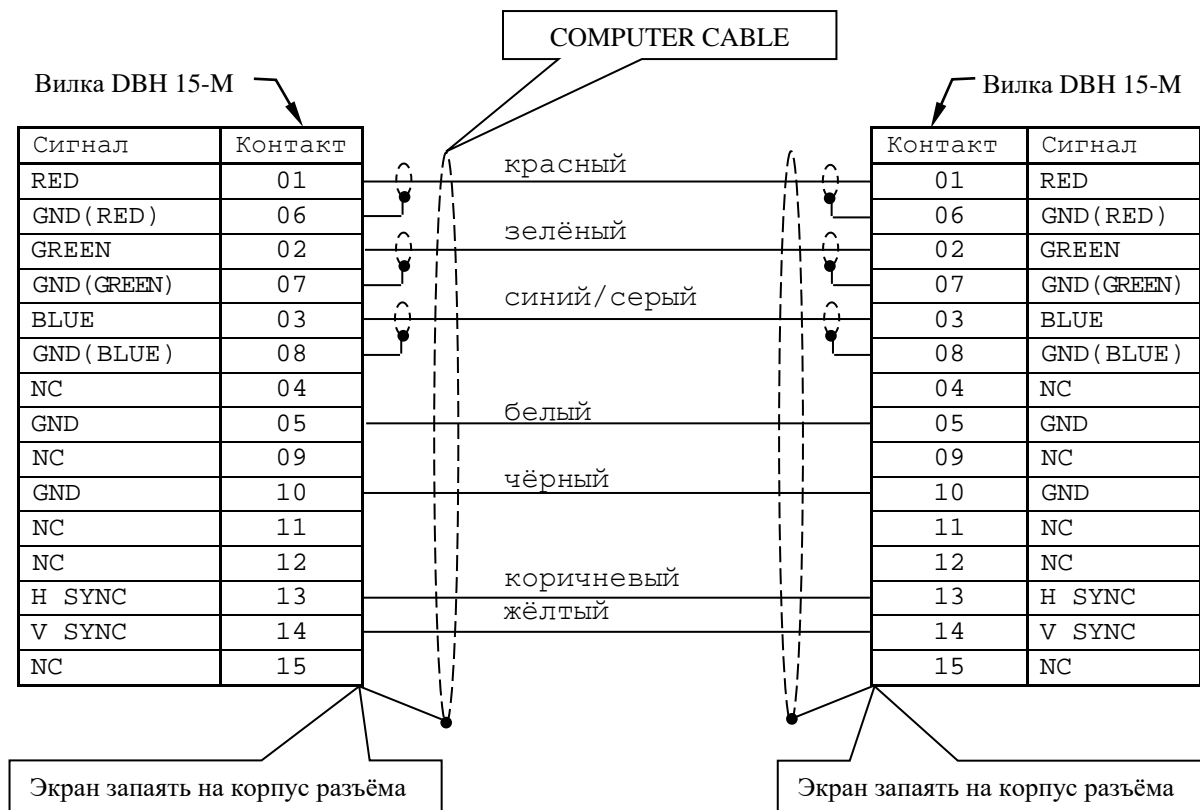 COMPUTER CABLE
Вилка DBH 15-M
Вилка DBH 15-M
Сигнал Контакт Контакт Сигнал
красный
RED 01 01 RED
GND(RED) 06 06 GND(RED)
зелёный
GREEN 02 02 GREEN
GND(GREEN) 07 07 GND(GREEN)
синий/серый
BLUE 03 03 BLUE
GND(BLUE) 08 08 GND(BLUE)
NC 04 04 NC
белый
GND 05 05 GND
NC 09 09 NC
чёрный
GND 10 10 GND
NC 11 11 NC
NC 12 12 NC
коричневый
H SYNC 13 13 H SYNC
жёлтый
V SYNC 14 14 V SYNC
NC 15 15 NC
Экран запаять на корпус разъёма
Экран запаять на корпус разъёма